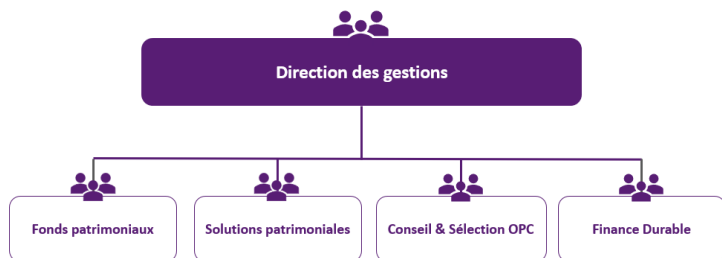 Direction des gestions
Fonds patrimoniaux
Solutions patrimoniales
Conseil & Sélection OPC
Finance Durable